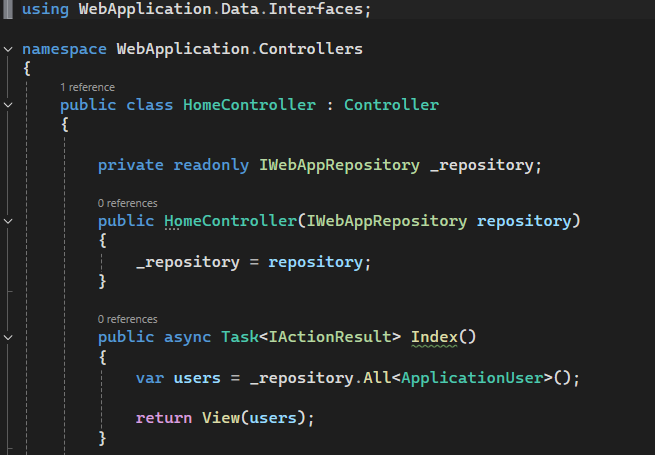 using WebApplication.Data.Interfaces;
namespace WebApplication.Controllers
{
1 reference
public class HomeController : Controller
{
private readonly IWebAppRepository _repository;
0 references
public HomeController(IWebAppRepository repository)
{
_repository = repository;
}
0 references
public async Task<IActionResult> Index()
{
var users = _repository.All<ApplicationUser>();
return View(users);
}